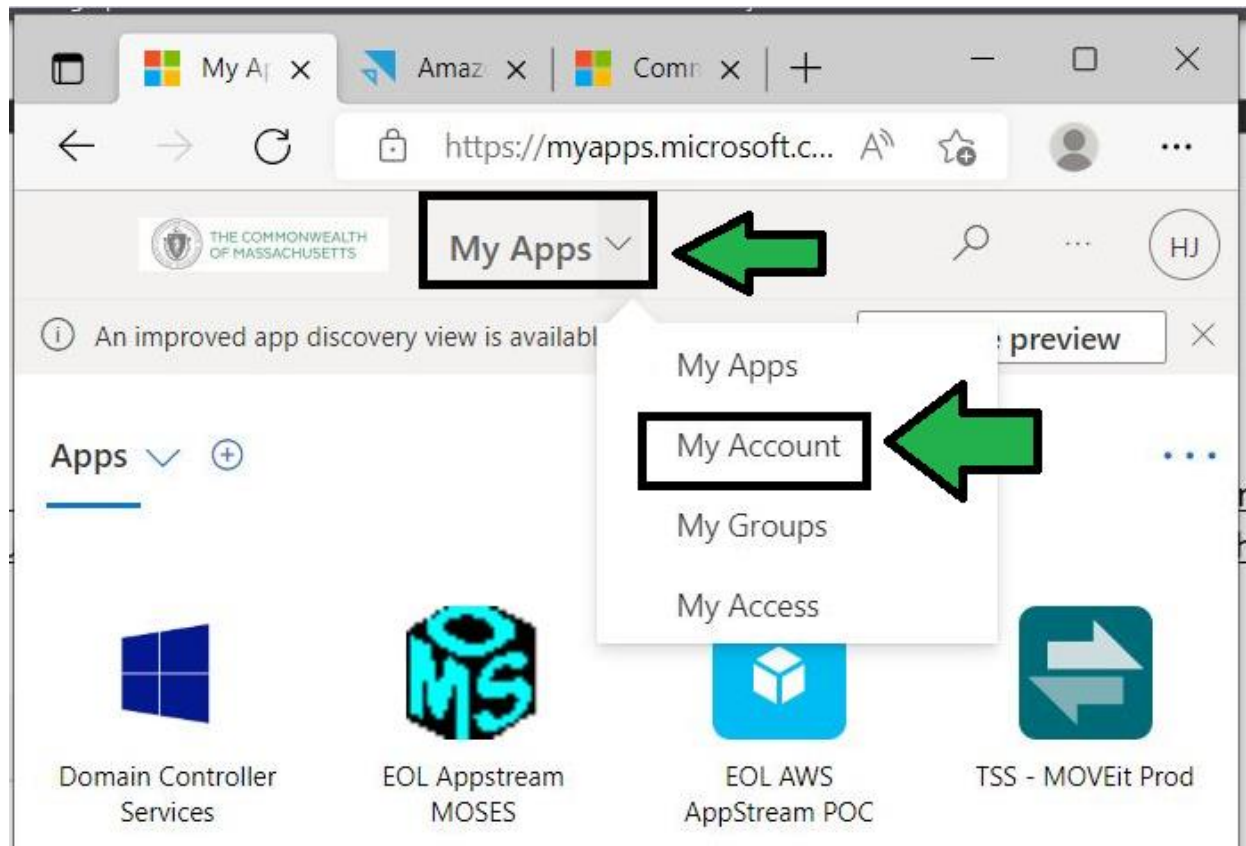 My A
Amaz
Com
https://myapps.microsoft.c...
THE COMMONWEALTH
OF MASSACHUSETTS
My Apps
HJ
An improved app discovery view is availabl
preview
My Apps
My Account
My Groups
My Access
Apps
OMS
Domain Controller
Services
EOL Appstream
MOSES
EOL AWS
AppStream POC
TSS - MOVEit Prod